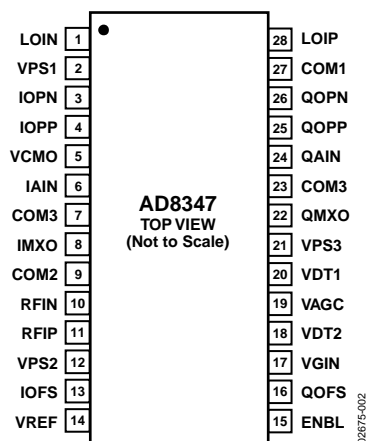 LOIN 1 28 LOIP
VPS1 2 27 COM1
IOPN 3 26 QOPN
IOPP 4 25 QOPP
VCMO 5 24 QAIN
IAIN 6 23 COM3
COM3 7 22 QMXO
IMXO 8 21 VPS3
COM2 9 20 VDT1
RFIN 10 19 VAGC
RFIP 11 18 VDT2
VPS2 12 17 VGIN
IOFS 13 16 QOFS
VREF 14 15 ENBL
AD8347
TOP VIEW
(Not to Scale)
02675-002